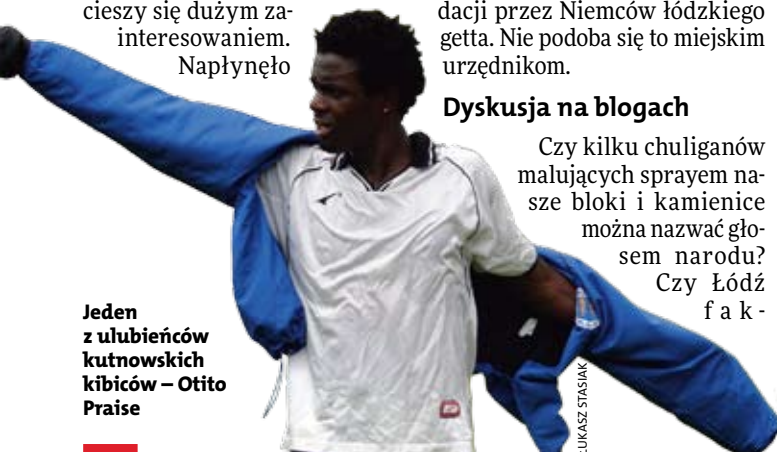 cieszy się dużym za-
interesowaniem.
Napłynęło
Jeden
z ulubieńców
kutnowskich
kibiców – Otito
Praise
dacji przez Niemców łódzkiego
getta. Nie podoba się to miejskim
urzędnikom.
Dyskusja na blogach
Czy kilku chuliganów
malujących sprayem na-
sze bloki i kamienice
można nazwać gło-
sem narodu?
Czy Łódź
fak-
STASIAK